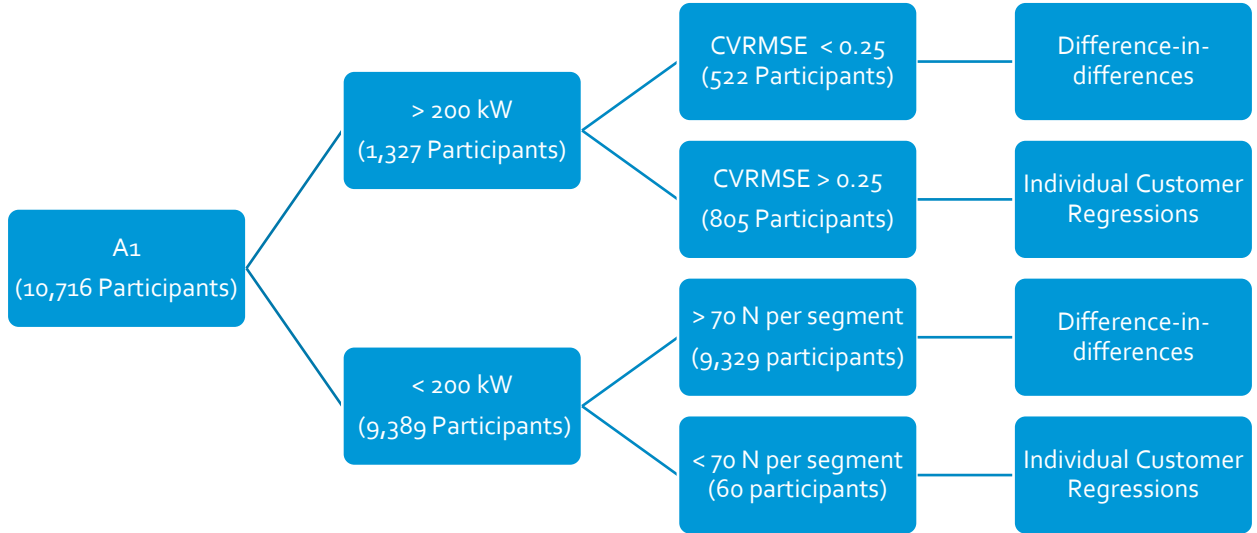 A1
(10,716 Participants)
> 200 kW
(1,327 Participants)
< 200 kW
(9,389 Participants)
CVRMSE < 0.25
(522 Participants)
CVRMSE > 0.25
(805 Participants)
> 70 N per segment
(9,329 participants)
< 70 N per segment
(60 participants)
Difference-in-
differences
Individual Customer
Regressions
Difference-in-
differences
Individual Customer
Regressions